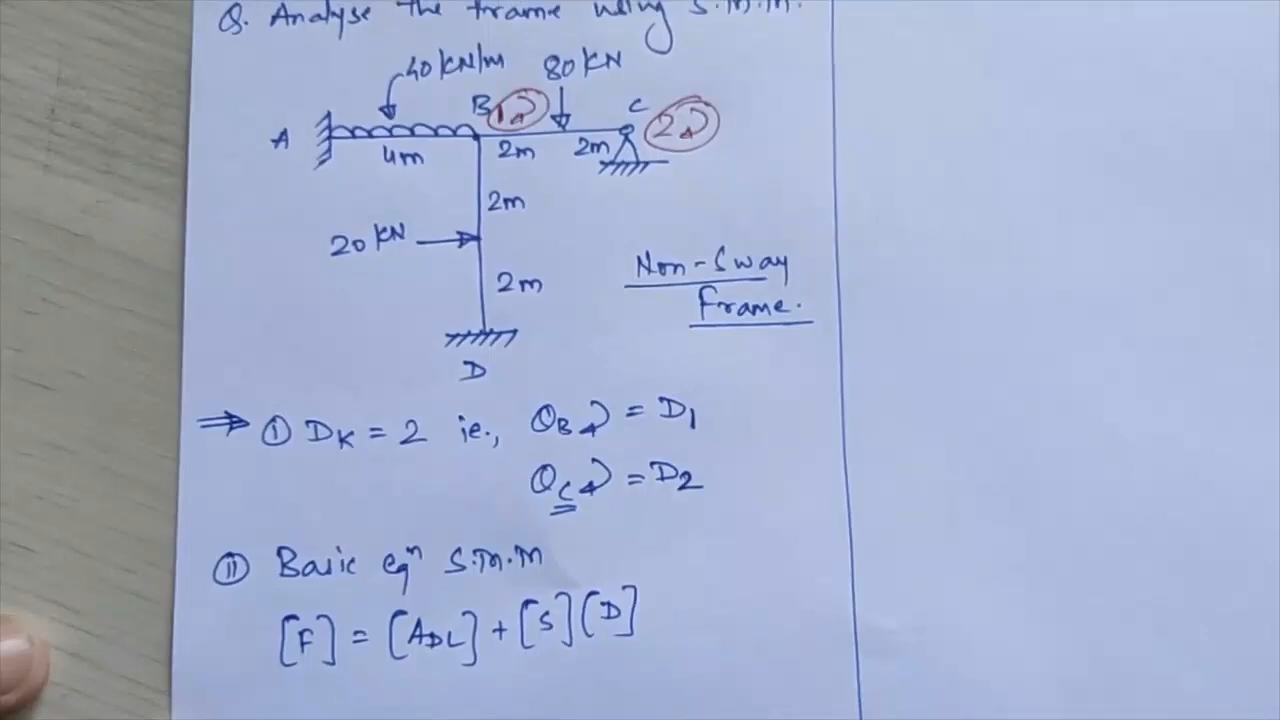 Q. Analyse the frame using S.M.M.
40 KN/m 80 KN
A B 1 C 2
4m 2m 2m
2m
20 KN
2m
Non-Sway
Frame.
D
⇒ ① DK = 2 ie., θB = D1
θC = D2
② Basic eqn S.M.M
[F] = [ADL] + [S][D]